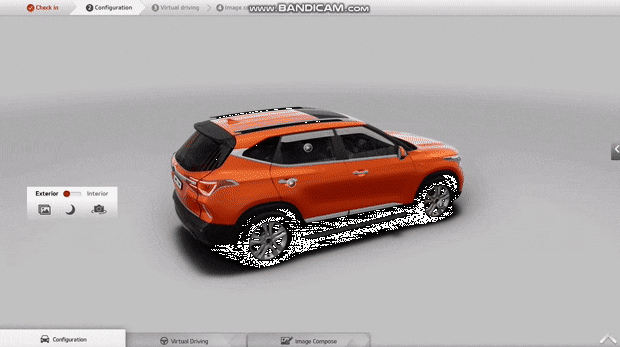 Check in
2 Configuration
3 Virtual driving
4 Image
www.BANDICAM.com
Exterior Interior
Configuration
Virtual Driving
Image Compose